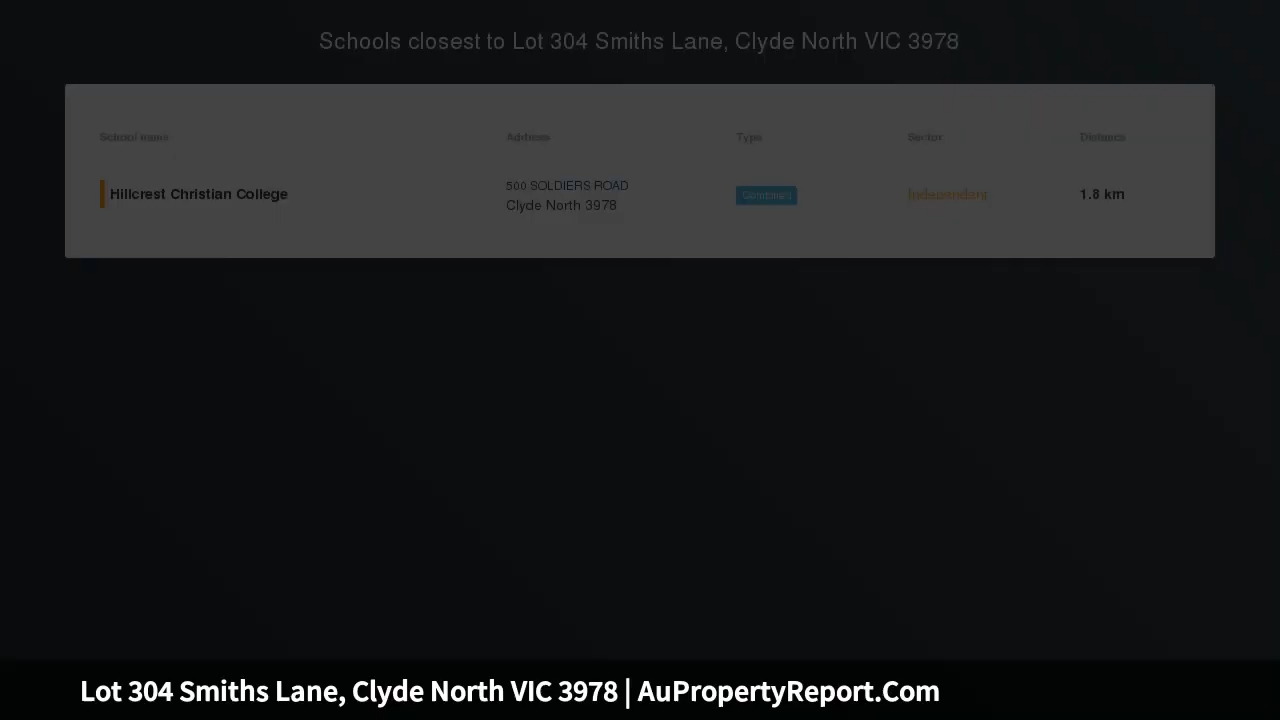 Schools closest to Lot 304 Smiths Lane, Clyde North VIC 3978
School name Address Type Sector Distance
Hillcrest Christian College 500 SOLDIERS ROAD Combined Independent 1.8 km
Clyde North 3978
Lot 304 Smiths Lane, Clyde North VIC 3978 | AuPropertyReport.Com